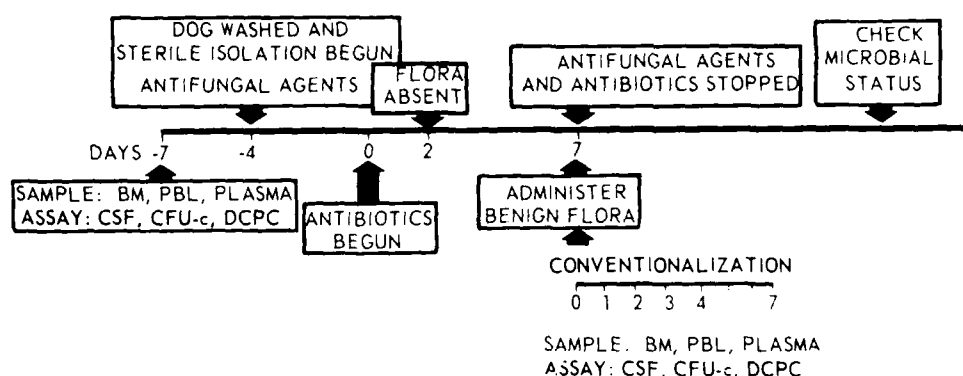 DOG WASHED AND
STERILE ISOLATION BEGUN
ANTIFUNGAL AGENTS
FLORA
ABSENT
ANTIFUNGAL AGENTS
AND ANTIBIOTICS STOPPED
CHECK
MICROBIAL
STATUS
DAYS -7 -4 0 2 7
SAMPLE: BM, PBL, PLASMA
ASSAY: CSF, CFU-c, DCPC
ANTIBIOTICS
BEGUN
ADMINISTER
BENIGN FLORA
CONVENTIONALIZATION
0 1 2 3 4 7
SAMPLE. BM, PBL, PLASMA
ASSAY: CSF, CFU-c, DCPC